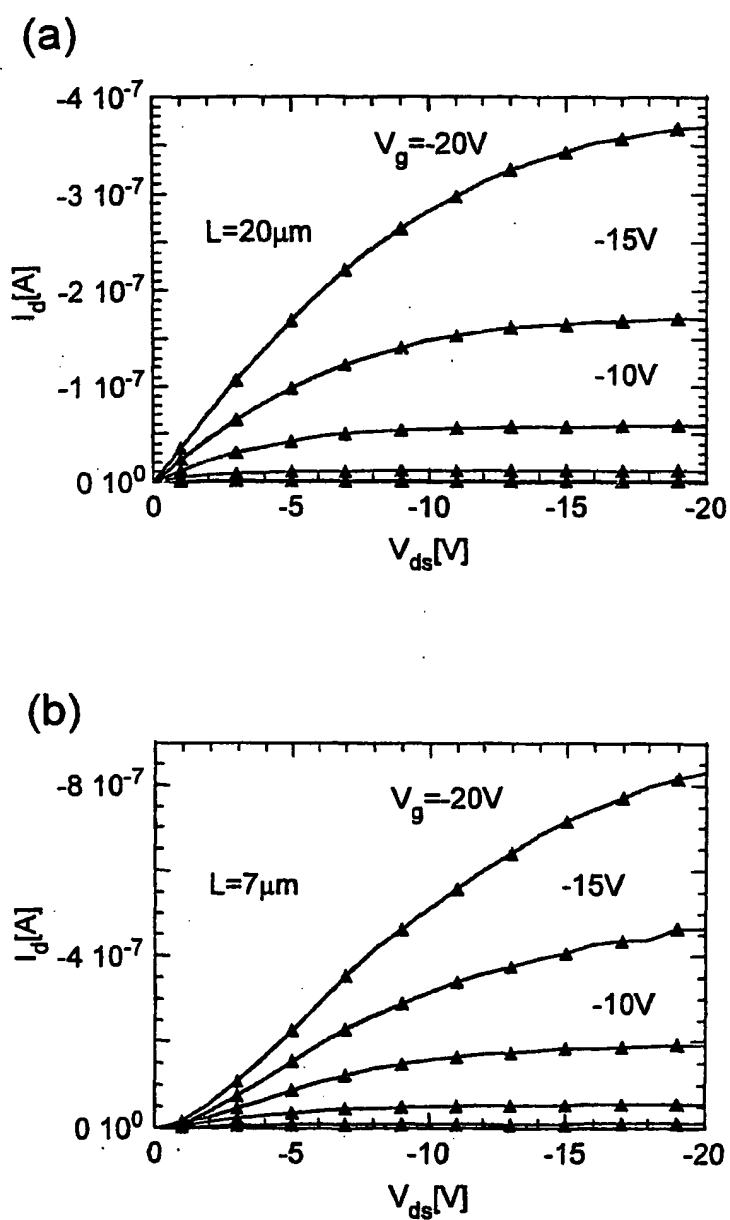 (a)
-4 10⁻⁷
V_g=-20V
-3 10⁻⁷
L=20µm
-15V
I_d[A]
-2 10⁻⁷
-10V
-1 10⁻⁷
0 10⁰
0 -5 -10 -15 -20
V_ds[V]
(b)
-8 10⁻⁷
V_g=-20V
L=7µm
-15V
I_d[A]
-4 10⁻⁷
-10V
0 10⁰
0 -5 -10 -15 -20
V_ds[V]